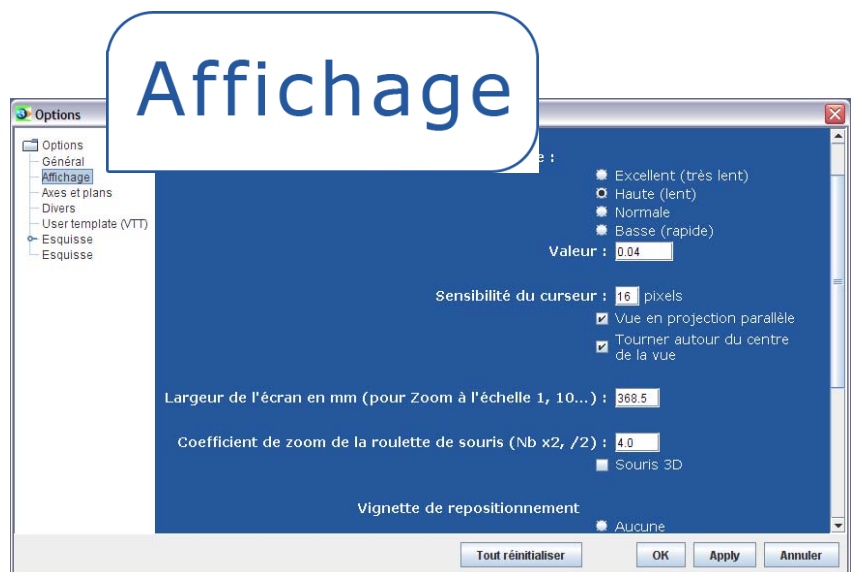 Affichage
Options
Options
Général
Affichage
Axes et plans
Divers
User template (VTT)
Esquisse
Esquisse
:
Excellent (très lent)
Haute (lent)
Normale
Basse (rapide)
Valeur : 0.04
Sensibilité du curseur : 16 pixels
Vue en projection parallèle
Tourner autour du centre
de la vue
Largeur de l'écran en mm (pour Zoom à l'échelle 1, 10...) : 368.5
Coefficient de zoom de la roulette de souris (Nb x2, /2) : 4.0
Souris 3D
Vignette de repositionnement
Aucune
Tout réinitialiser OK Apply Annuler